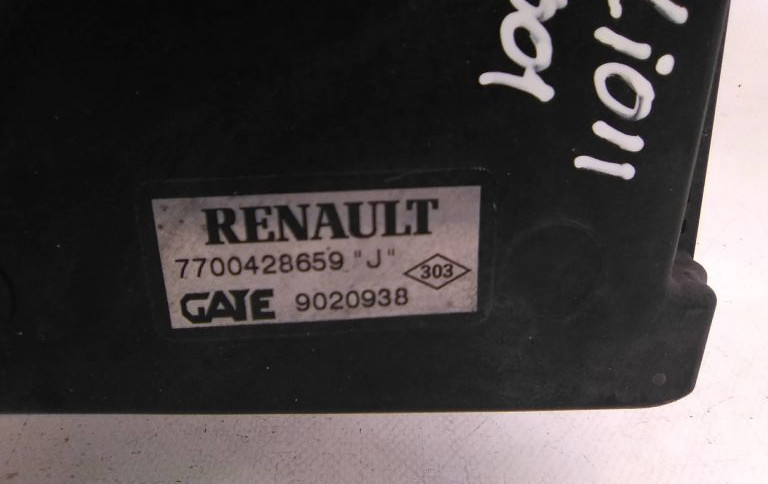 RENAULT
7700428659 "J"
303
GATE 9020938